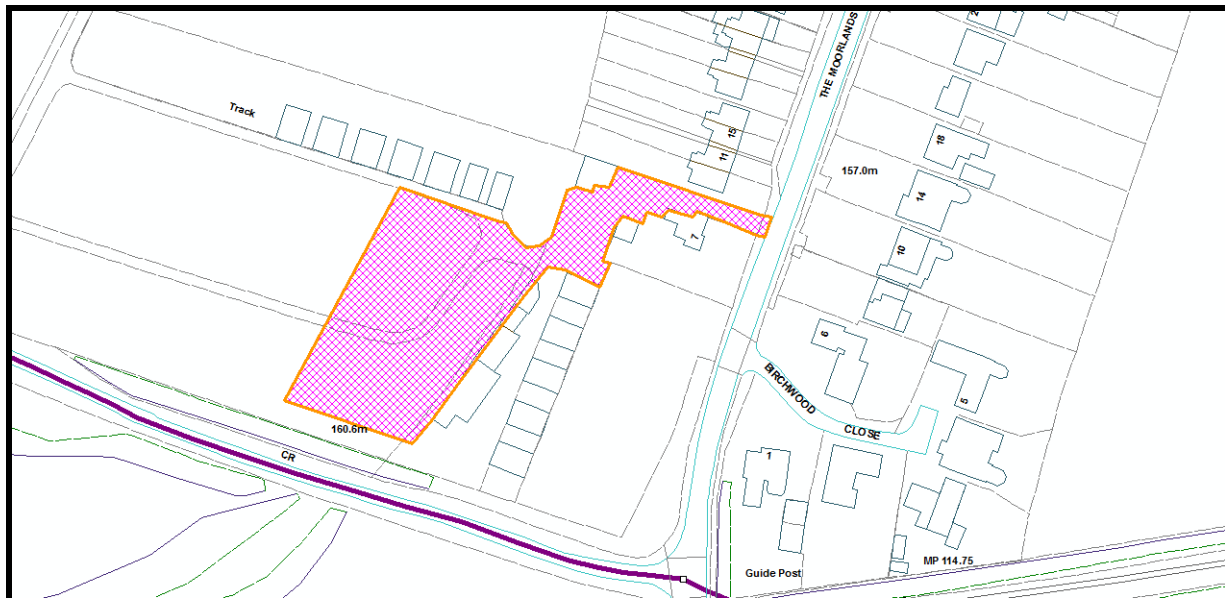 THE MOORLANDS
Track
15
11
18
157.0m
14
7
10
6
BIRCHWOOD
CLOSE
5
160.6m
CR
1
MP 114.75
Guide Post